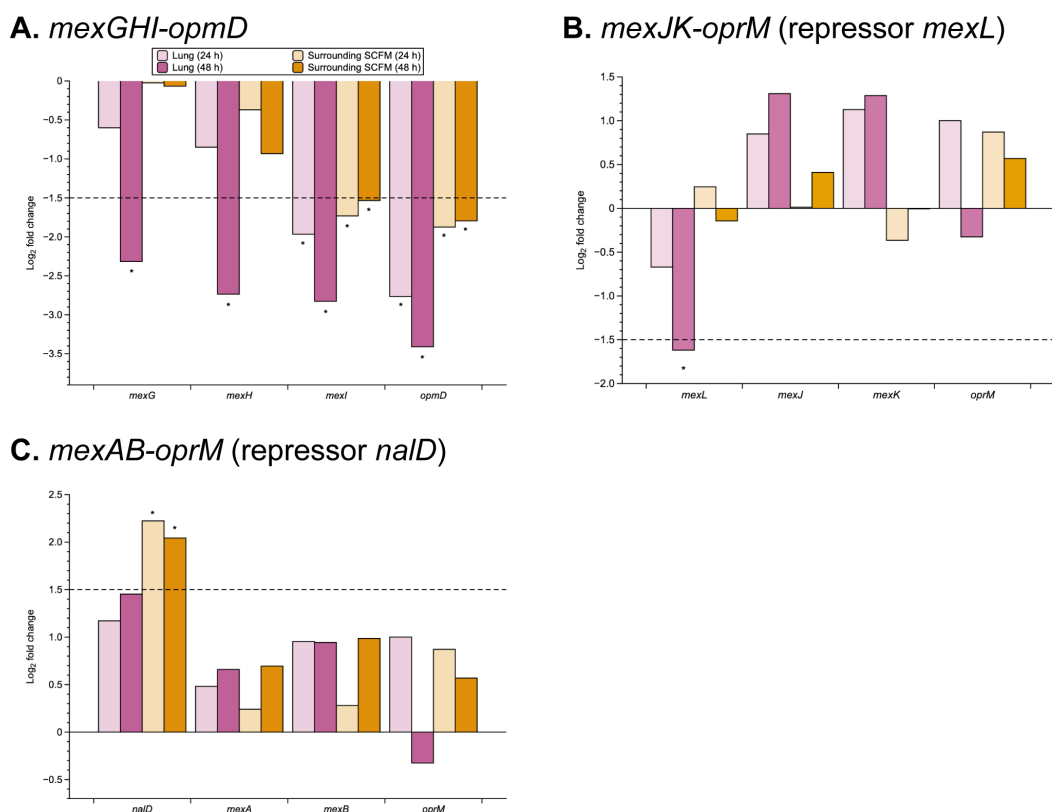 A. mexGHI-opmD
Lung (24 h)
Lung (48 h)
Surrounding SCFM (24 h)
Surrounding SCFM (48 h)
0
−0.5
−1.0
−1.5
−2.0
−2.5
−3.0
−3.5
Log2 fold change
* * * * * * * * *
mexG mexH mexI opmD
B. mexJK-oprM (repressor mexL)
1.5
1.0
0.5
0
−0.5
−1.0
−1.5
−2.0
Log2 fold change
*
mexL mexJ mexK oprM
C. mexAB-oprM (repressor nalD)
2.5
2.0
1.5
1.0
0.5
0
−0.5
Log2 fold change
* *
nalD mexA mexB oprM